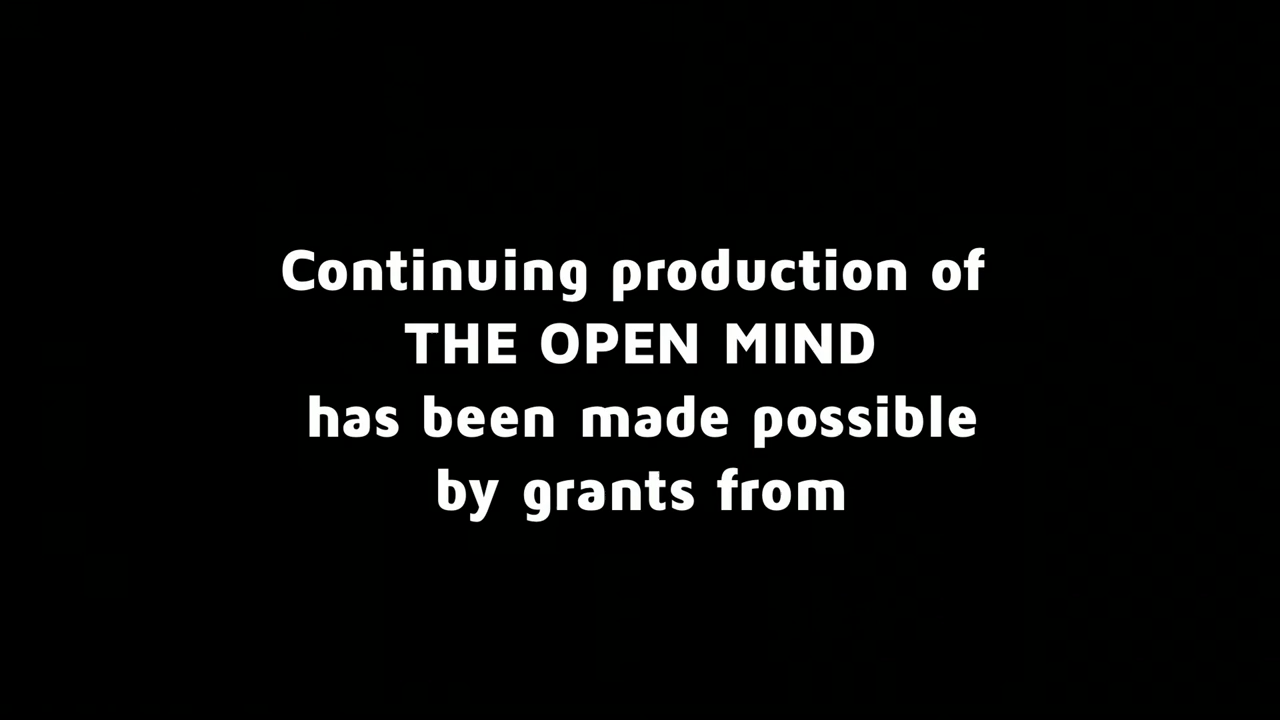 Continuing production of
THE OPEN MIND
has been made possible
by grants from